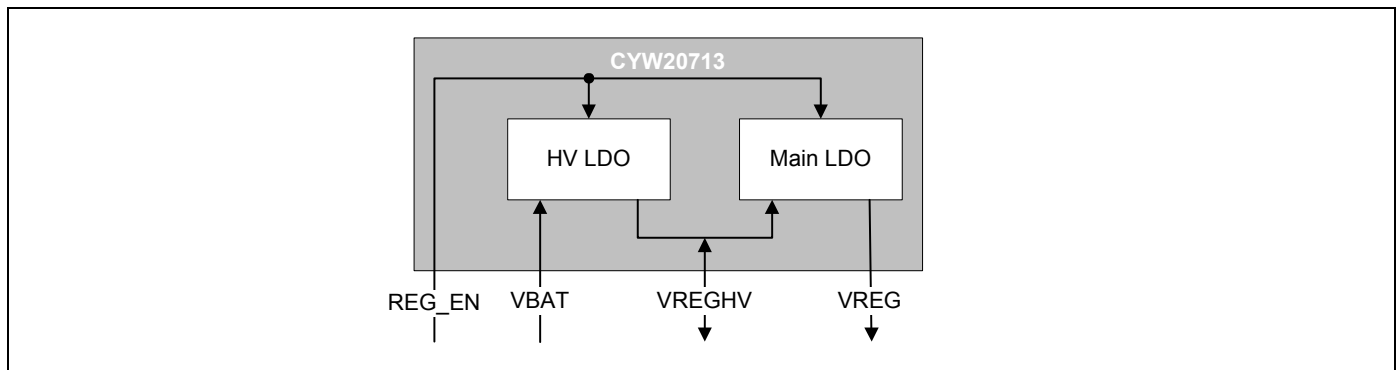 CYW20713
HV LDO
Main LDO
REG_EN
VBAT
VREGHV
VREG